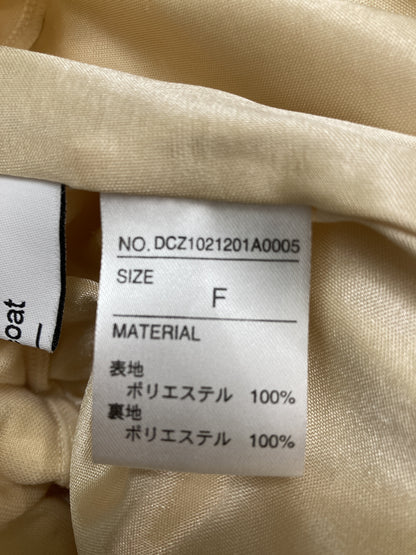 NO. DCZ1021201A0005
SIZE
F
MATERIAL
表地
ポリエステル 100%
裏地
ポリエステル 100%
oat